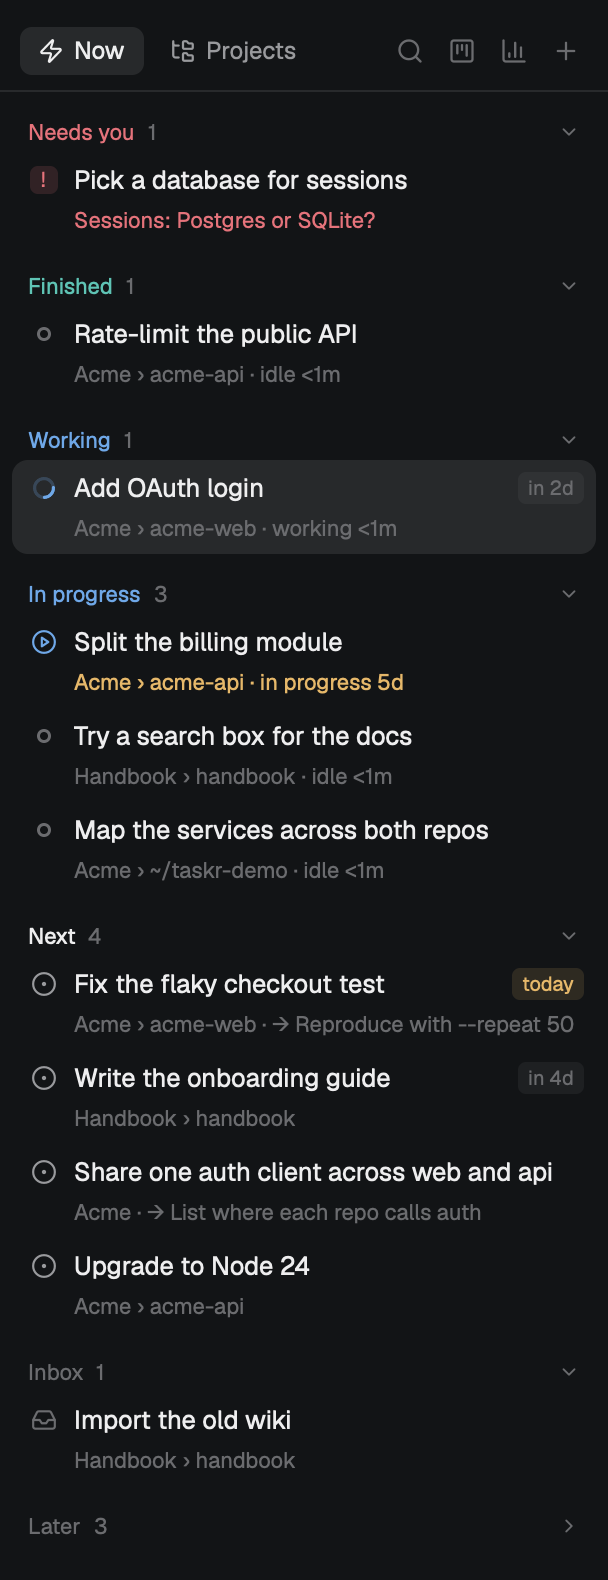 Now Projects
Needs you 1
! Pick a database for sessions
Sessions: Postgres or SQLite?
Finished 1
Rate-limit the public API
Acme › acme-api · idle <1m
Working 1
Add OAuth login in 2d
Acme › acme-web · working <1m
In progress 3
Split the billing module
Acme › acme-api · in progress 5d
Try a search box for the docs
Handbook › handbook · idle <1m
Map the services across both repos
Acme › ~/taskr-demo · idle <1m
Next 4
Fix the flaky checkout test today
Acme › acme-web · → Reproduce with --repeat 50
Write the onboarding guide in 4d
Handbook › handbook
Share one auth client across web and api
Acme · → List where each repo calls auth
Upgrade to Node 24
Acme › acme-api
Inbox 1
Import the old wiki
Handbook › handbook
Later 3